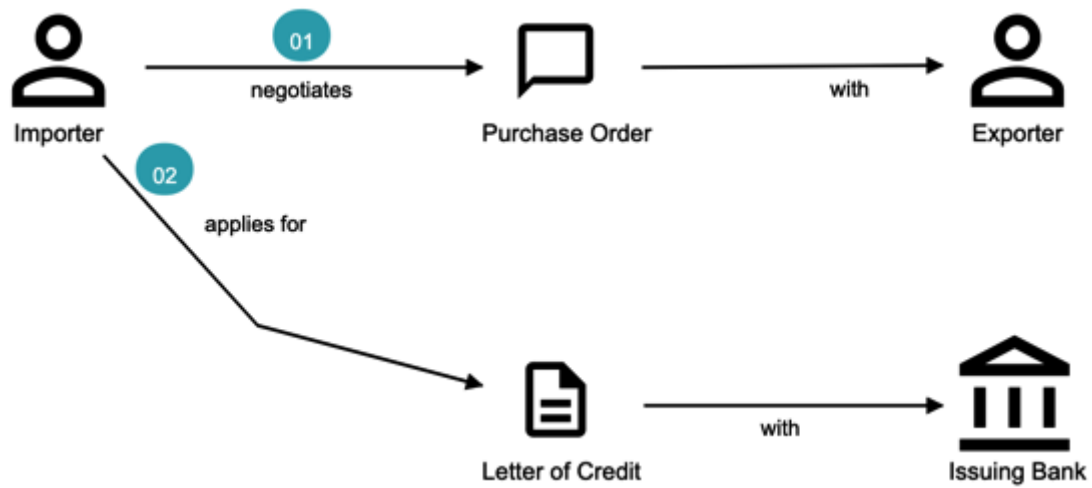 01
negotiates
with
Importer
Purchase Order
Exporter
02
applies for
with
Letter of Credit
Issuing Bank